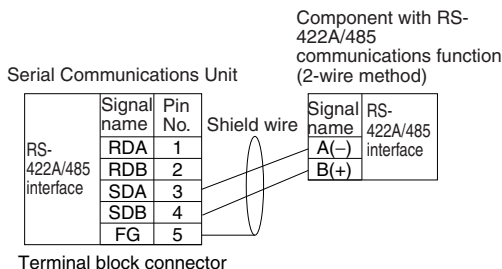 Component with RS-
422A/485
communications function
(2-wire method)
Serial Communications Unit
Signal name Pin No.
Shield wire
Signal name
RS-
422A/485
interface
RS-
422A/485
interface
RDA 1
RDB 2
SDA 3
SDB 4
FG 5
A(−)
B(+)
Terminal block connector